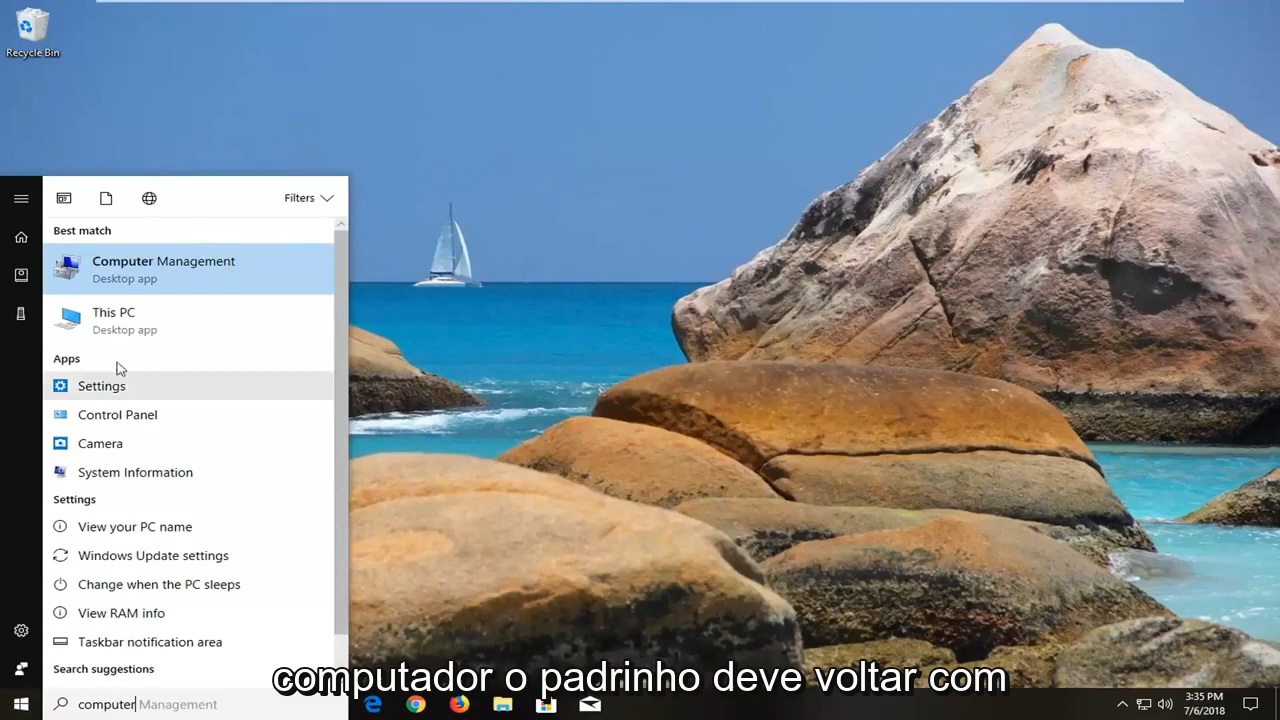 Recycle Bin
Filters
Best match
Computer Management
Desktop app
This PC
Desktop app
Apps
Settings
Control Panel
Camera
System Information
Settings
View your PC name
Windows Update settings
Change when the PC sleeps
View RAM info
Taskbar notification area
Search suggestions
computador o padrinho deve voltar com
computer Management
3:35 PM
7/6/2018